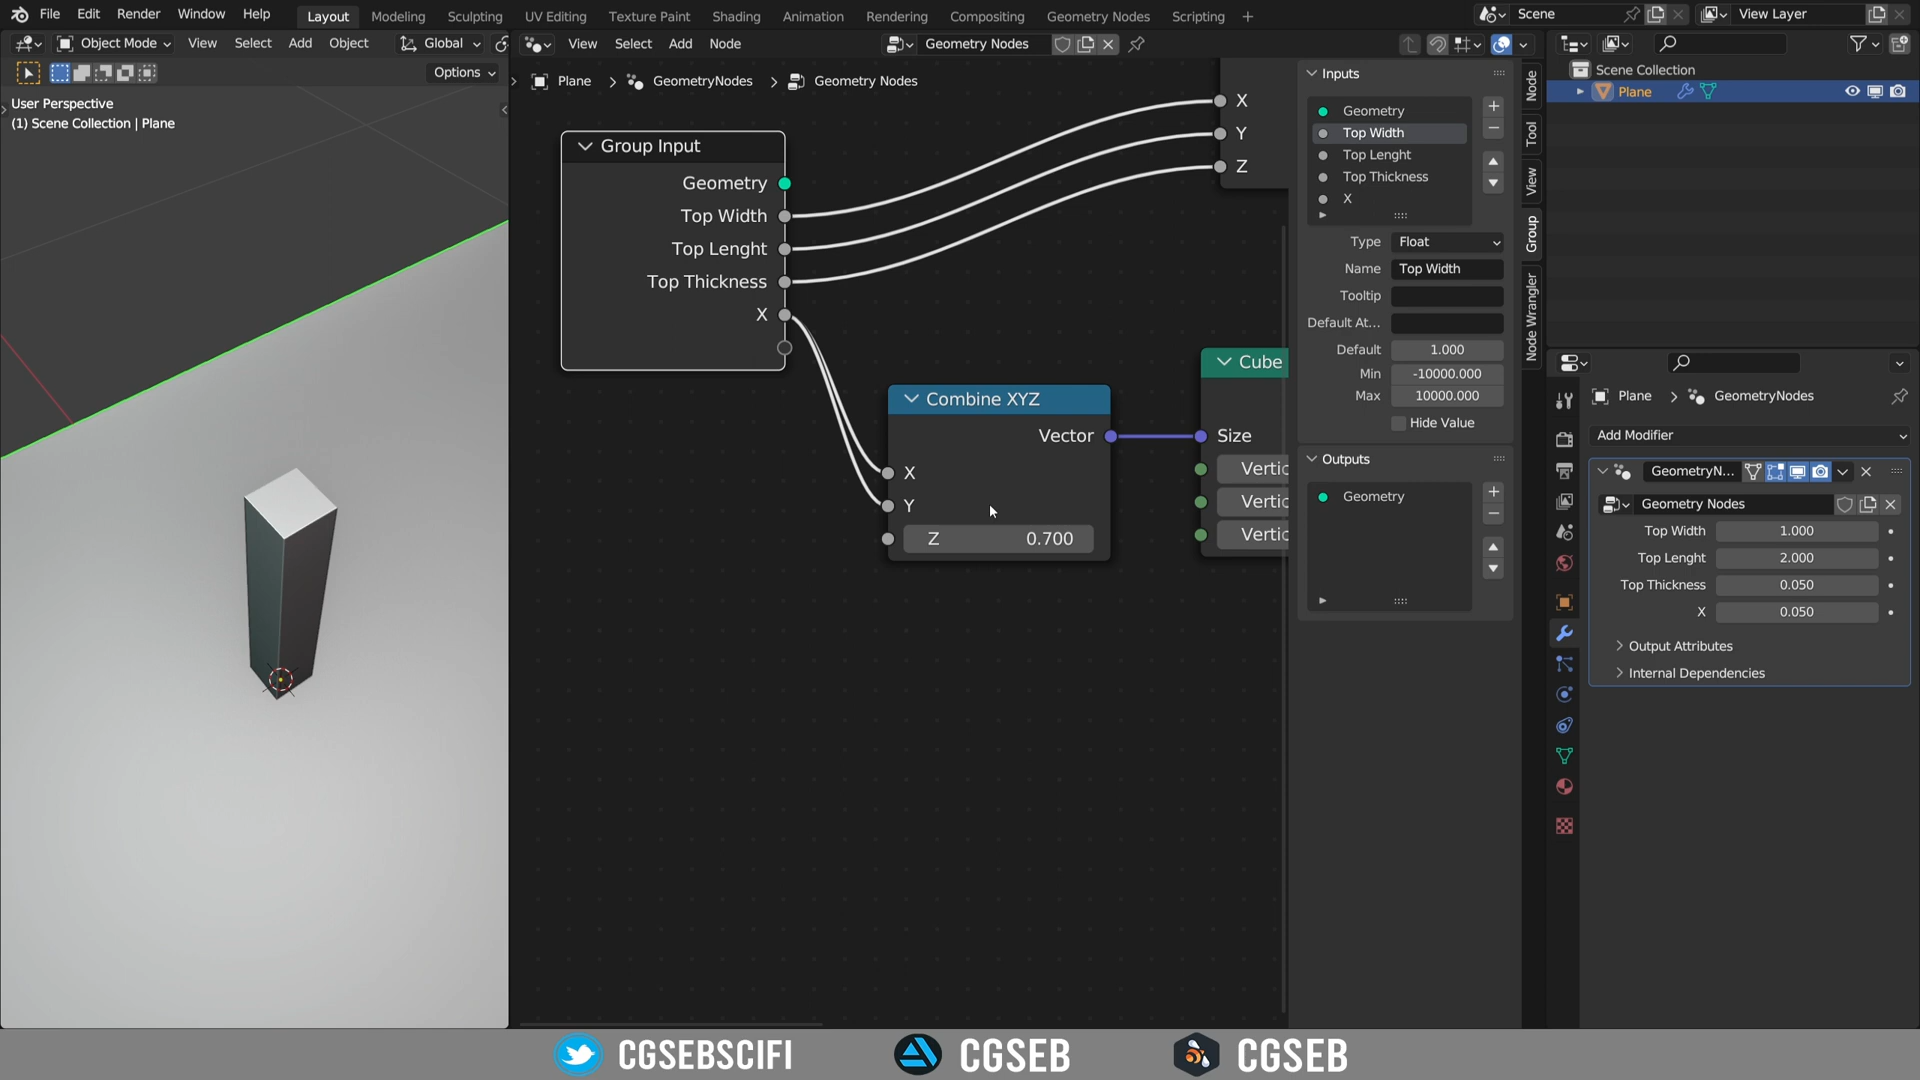 File Edit Render Window Help Layout Modeling Sculpting UV Editing Texture Paint Shading Animation Rendering Compositing Geometry Nodes Scripting + Scene View Layer
Object Mode View Select Add Object Global View Select Add Node Geometry Nodes
Options
Plane > GeometryNodes > Geometry Nodes
User Perspective
(1) Scene Collection | Plane
Group Input
Geometry
Top Width
Top Lenght
Top Thickness
X
X
Y
Z
Combine XYZ
Vector
X
Y
Z 0.700
Cube
Size
Vertic
Vertic
Vertic
Inputs
Geometry
Top Width
Top Lenght
Top Thickness
X
Type Float
Name Top Width
Tooltip
Default At...
Default 1.000
Min -10000.000
Max 10000.000
Hide Value
Outputs
Geometry
Node
Tool
View
Group
Node Wrangler
Scene Collection
Plane
Plane > GeometryNodes
Add Modifier
GeometryN...
Geometry Nodes
Top Width 1.000
Top Lenght 2.000
Top Thickness 0.050
X 0.050
Output Attributes
Internal Dependencies
CGSEBSCIFI CGSEB CGSEB